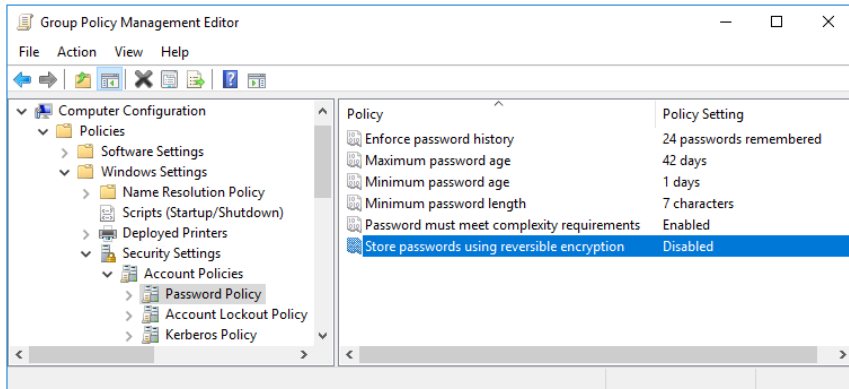 Group Policy Management Editor
File Action View Help
Computer Configuration
Policies
Software Settings
Windows Settings
Name Resolution Policy
Scripts (Startup/Shutdown)
Deployed Printers
Security Settings
Account Policies
Password Policy
Account Lockout Policy
Kerberos Policy
Policy Policy Setting
Enforce password history 24 passwords remembered
Maximum password age 42 days
Minimum password age 1 days
Minimum password length 7 characters
Password must meet complexity requirements Enabled
Store passwords using reversible encryption Disabled